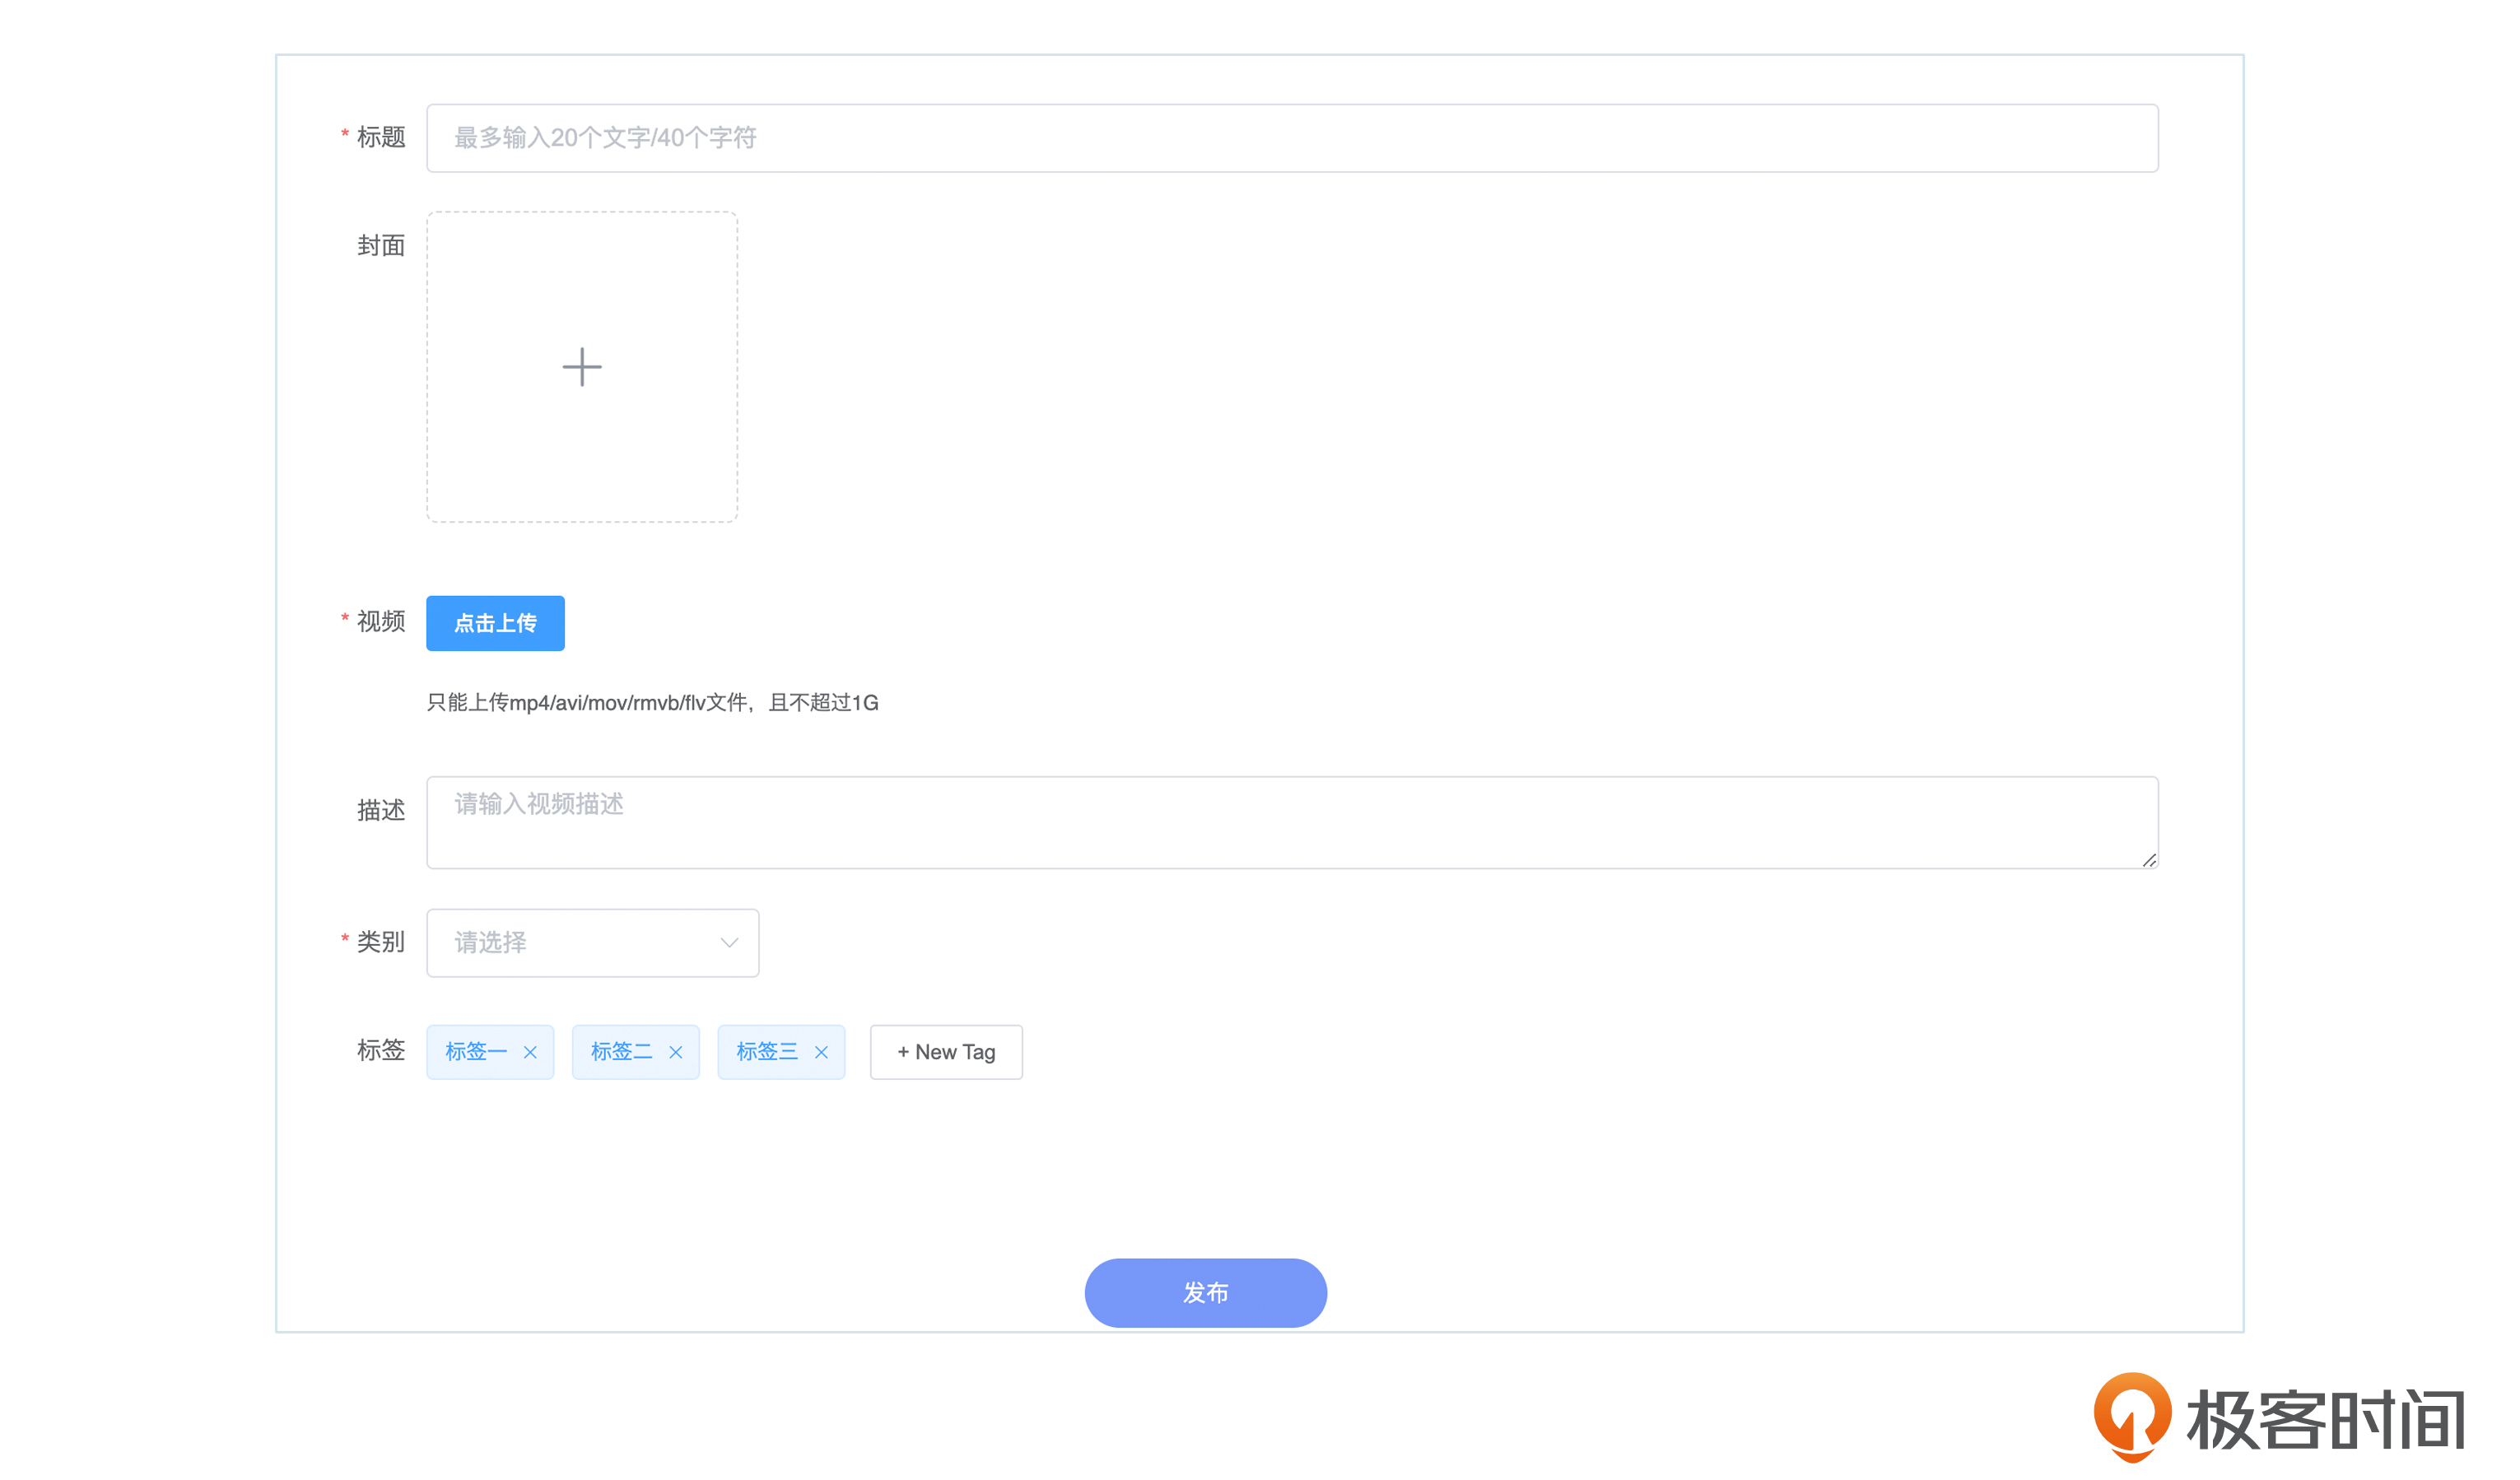 * 标题 最多输入20个文字/40个字符
封面
* 视频 点击上传
只能上传mp4/avi/mov/rmvb/flv文件，且不超过1G
描述 请输入视频描述
* 类别 请选择
标签 标签一 × 标签二 × 标签三 × + New Tag
发布
极客时间